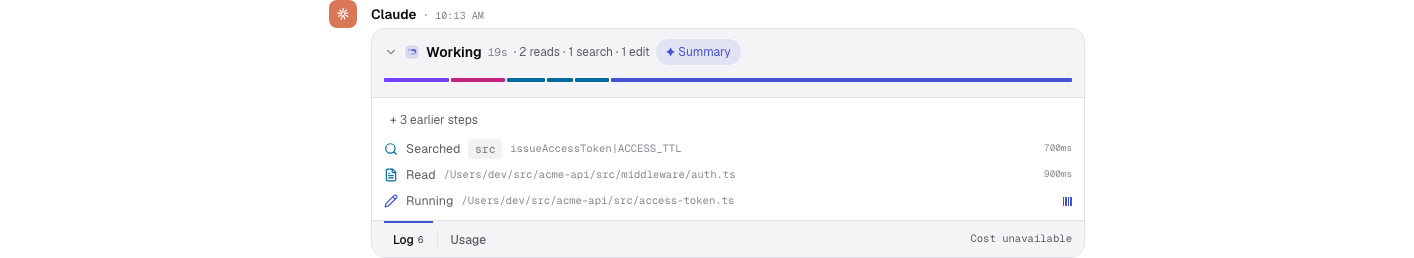 Claude · 10:13 AM
Working 19s · 2 reads · 1 search · 1 edit Summary
+ 3 earlier steps
Searched src issueAccessToken|ACCESS_TTL 700ms
Read /Users/dev/src/acme-api/src/middleware/auth.ts 900ms
Running /Users/dev/src/acme-api/src/access-token.ts
Log 6 Usage Cost unavailable